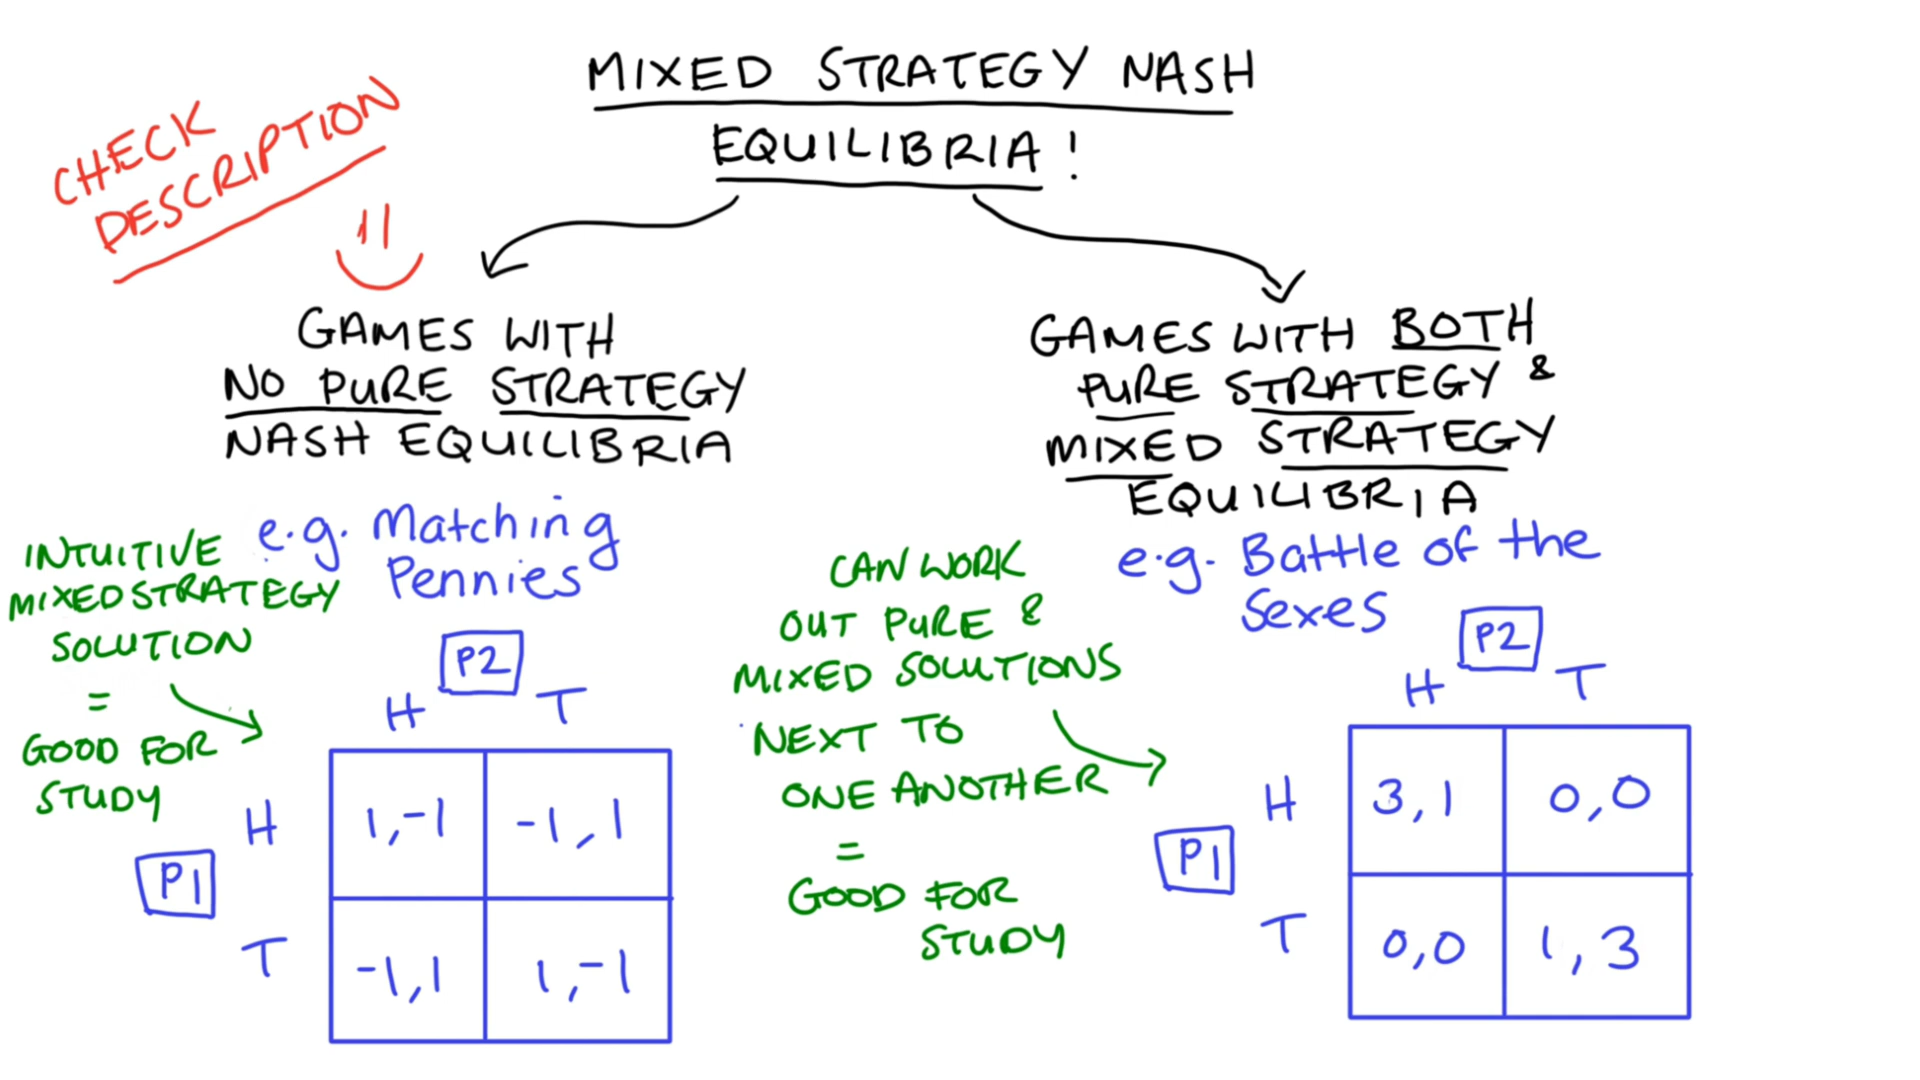 MIXED STRATEGY NASH
EQUILIBRIA!
CHECK
DESCRIPTION
GAMES WITH
NO PURE STRATEGY
NASH EQUILIBRIA
e.g. Matching
Pennies
INTUITIVE
MIXED STRATEGY
SOLUTION
=
GOOD FOR
STUDY
P2
H T
P1
H 1,-1 -1,1
T -1,1 1,-1
GAMES WITH BOTH
PURE STRATEGY &
MIXED STRATEGY
EQUILIBRIA
e.g. Battle of the
Sexes
CAN WORK
OUT PURE &
MIXED SOLUTIONS
NEXT TO
ONE ANOTHER
=
GOOD FOR
STUDY
P2
H T
P1
H 3,1 0,0
T 0,0 1,3